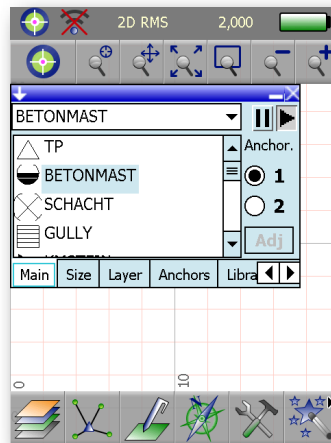 2D RMS 2,000
BETONMAST
TP
Anchor.
BETONMAST
1
SCHACHT
2
GULLY
Adj
Main Size Layer Anchors Libra
0 10